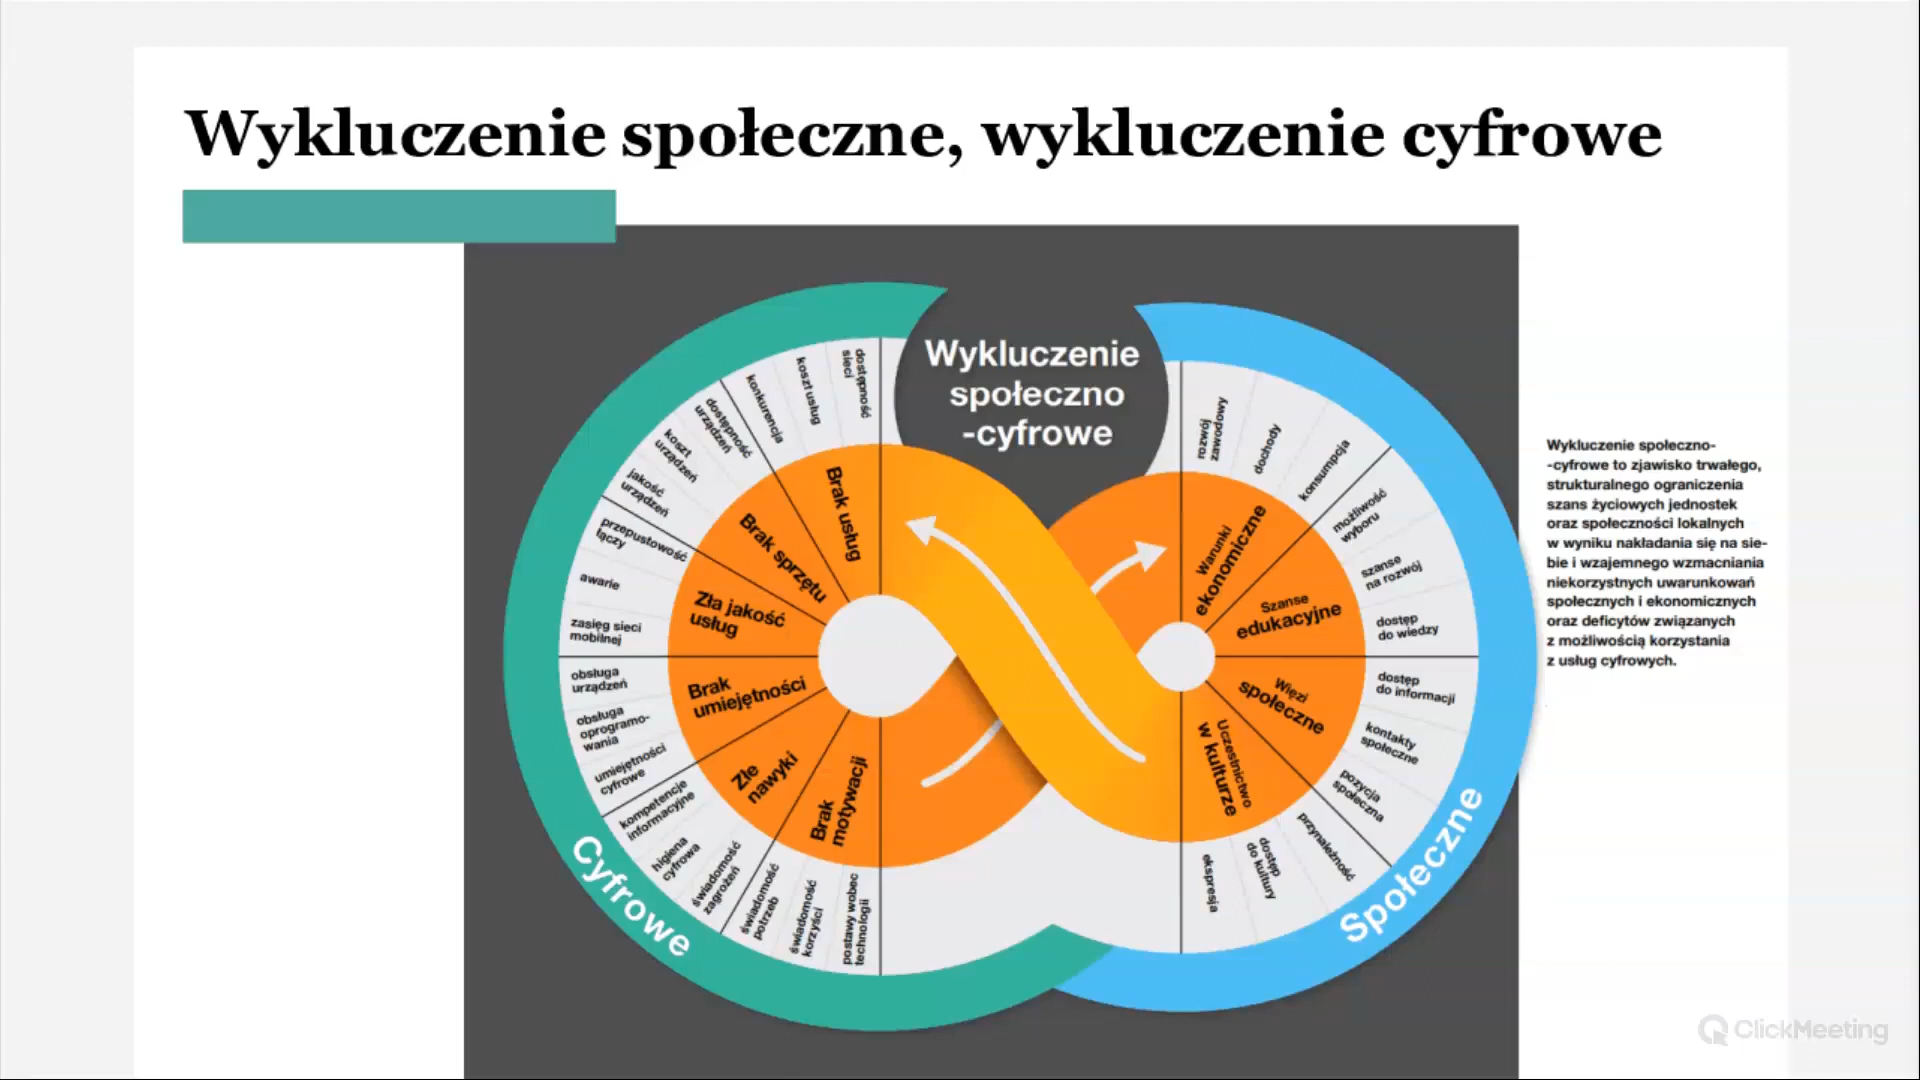 Wykluczenie społeczne, wykluczenie cyfrowe
Wykluczenie
społeczno
-cyfrowe
dostępność
sieci
koszt usług
konkurencja
Brak usług
dostępność
urządzeń
koszt
urządzeń
jakość
urządzeń
Brak sprzętu
przepustowość
łączy
awarie
zasięg sieci
mobilnej
Zła jakość
usług
obsługa
urządzeń
obsługa
oprogramo-
wania
umiejętności
cyfrowe
Brak
umiejętności
kompetencje
informacyjne
higiena
cyfrowa
świadomość
zagrożeń
Złe
nawyki
świadomość
potrzeb
świadomość
korzyści
postawy wobec
technologii
Brak
motywacji
Cyfrowe
rozwój
zawodowy
dochody
konsumpcja
Warunki
ekonomiczne
możliwość
wyboru
szanse
na rozwój
dostęp
do wiedzy
Szanse
edukacyjne
dostęp
do informacji
kontakty
społeczne
pozycja
społeczna
Więzi
społeczne
przynależność
dostęp
do kultury
ekspresja
Uczestnictwo
w kulturze
Społeczne
Wykluczenie społeczno-
-cyfrowe to zjawisko trwałego,
strukturalnego ograniczenia
szans życiowych jednostek
oraz społeczności lokalnych
w wyniku nakładania się na sie-
bie i wzajemnego wzmacniania
niekorzystnych uwarunkowań
społecznych i ekonomicznych
oraz deficytów związanych
z możliwością korzystania
z usług cyfrowych.
ClickMeeting